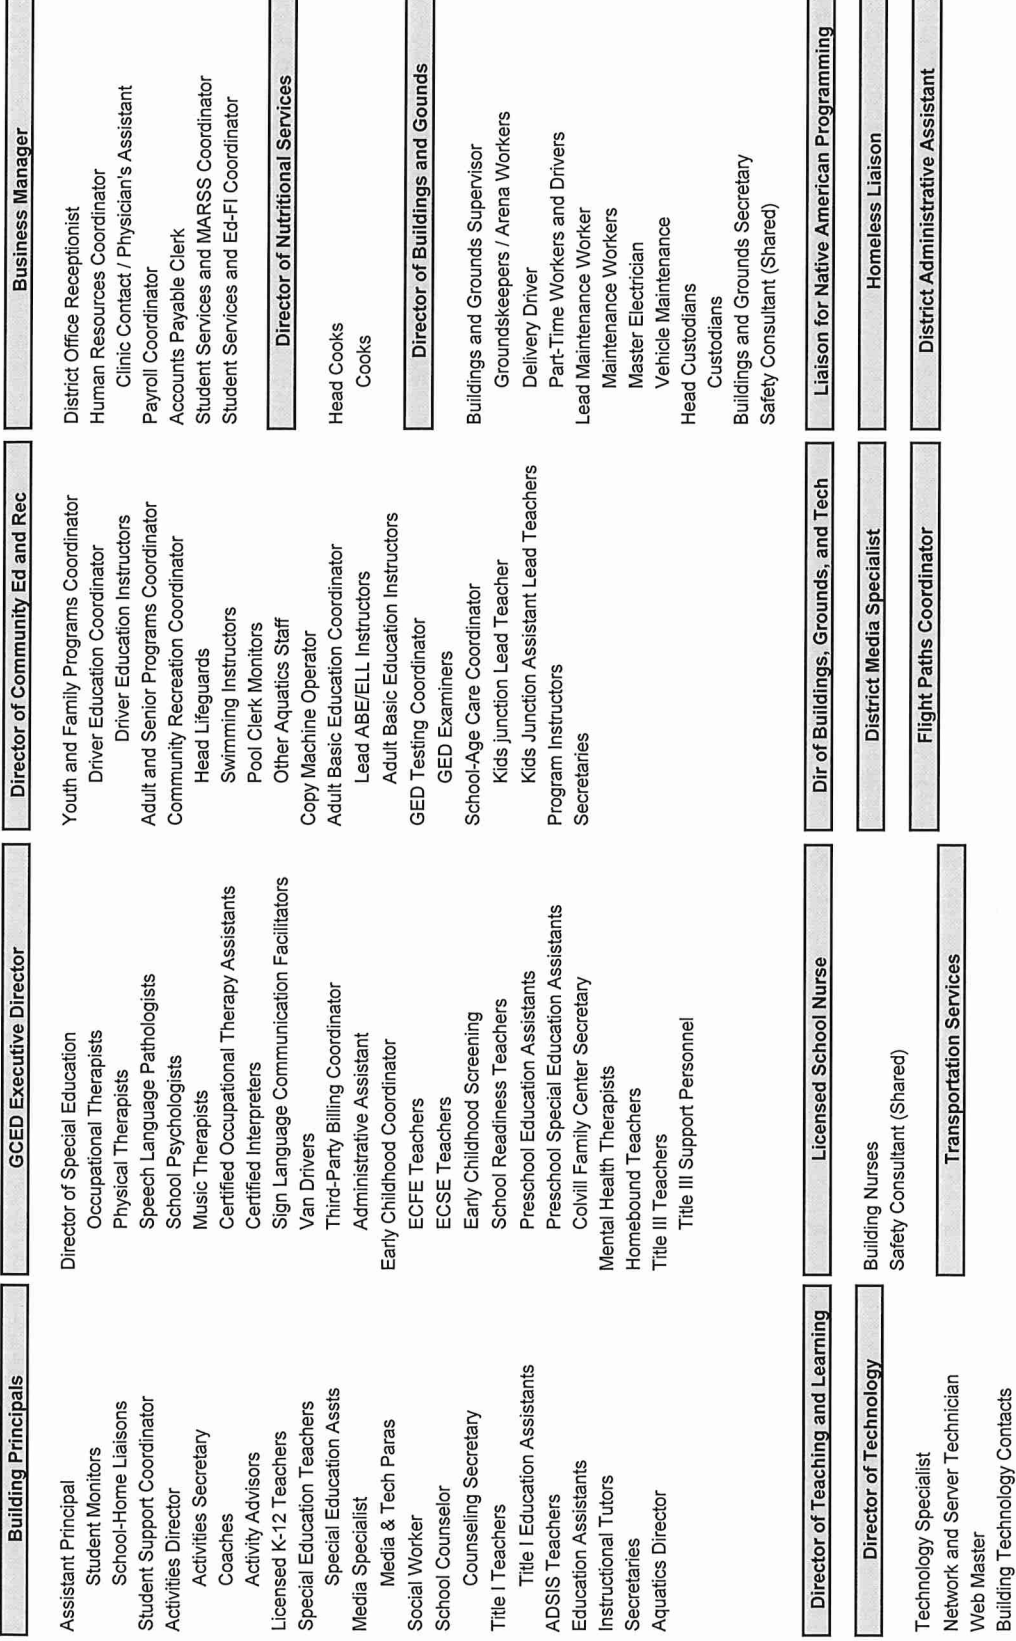 Building Principals
Assistant Principal
Student Monitors
School-Home Liaisons
Student Support Coordinator
Activities Director
Activities Secretary
Coaches
Activity Advisors
Licensed K-12 Teachers
Special Education Teachers
Special Education Assts
Media Specialist
Media & Tech Paras
Social Worker
School Counselor
Counseling Secretary
Title I Teachers
Title I Education Assistants
ADSIS Teachers
Education Assistants
Instructional Tutors
Secretaries
Aquatics Director
GCED Executive Director
Director of Special Education
Occupational Therapists
Physical Therapists
Speech Language Pathologists
School Psychologists
Music Therapists
Certified Occupational Therapy Assistants
Certified Interpreters
Sign Language Communication Facilitators
Van Drivers
Third-Party Billing Coordinator
Administrative Assistant
Early Childhood Coordinator
ECFE Teachers
ECSE Teachers
Early Childhood Screening
School Readiness Teachers
Preschool Education Assistants
Preschool Special Education Assistants
Colvill Family Center Secretary
Mental Health Therapists
Homebound Teachers
Title III Teachers
Title III Support Personnel
Director of Community Ed and Rec
Youth and Family Programs Coordinator
Driver Education Coordinator
Driver Education Instructors
Adult and Senior Programs Coordinator
Community Recreation Coordinator
Head Lifeguards
Swimming Instructors
Pool Clerk Monitors
Other Aquatics Staff
Copy Machine Operator
Adult Basic Education Coordinator
Lead ABE/ELL Instructors
Adult Basic Education Instructors
GED Testing Coordinator
GED Examiners
School-Age Care Coordinator
Kids junction Lead Teacher
Kids Junction Assistant Lead Teachers
Program Instructors
Secretaries
Business Manager
District Office Receptionist
Human Resources Coordinator
Clinic Contact / Physician's Assistant
Payroll Coordinator
Accounts Payable Clerk
Student Services and MARSS Coordinator
Student Services and Ed-FI Coordinator
Director of Nutritional Services
Head Cooks
Cooks
Director of Buildings and Gounds
Buildings and Grounds Supervisor
Groundskeepers / Arena Workers
Delivery Driver
Part-Time Workers and Drivers
Lead Maintenance Worker
Maintenance Workers
Master Electrician
Vehicle Maintenance
Head Custodians
Custodians
Buildings and Grounds Secretary
Safety Consultant (Shared)
Director of Teaching and Learning
Director of Technology
Technology Specialist
Network and Server Technician
Web Master
Building Technology Contacts
Licensed School Nurse
Building Nurses
Safety Consultant (Shared)
Transportation Services
Dir of Buildings, Grounds, and Tech
District Media Specialist
Flight Paths Coordinator
Liaison for Native American Programming
Homeless Liaison
District Administrative Assistant